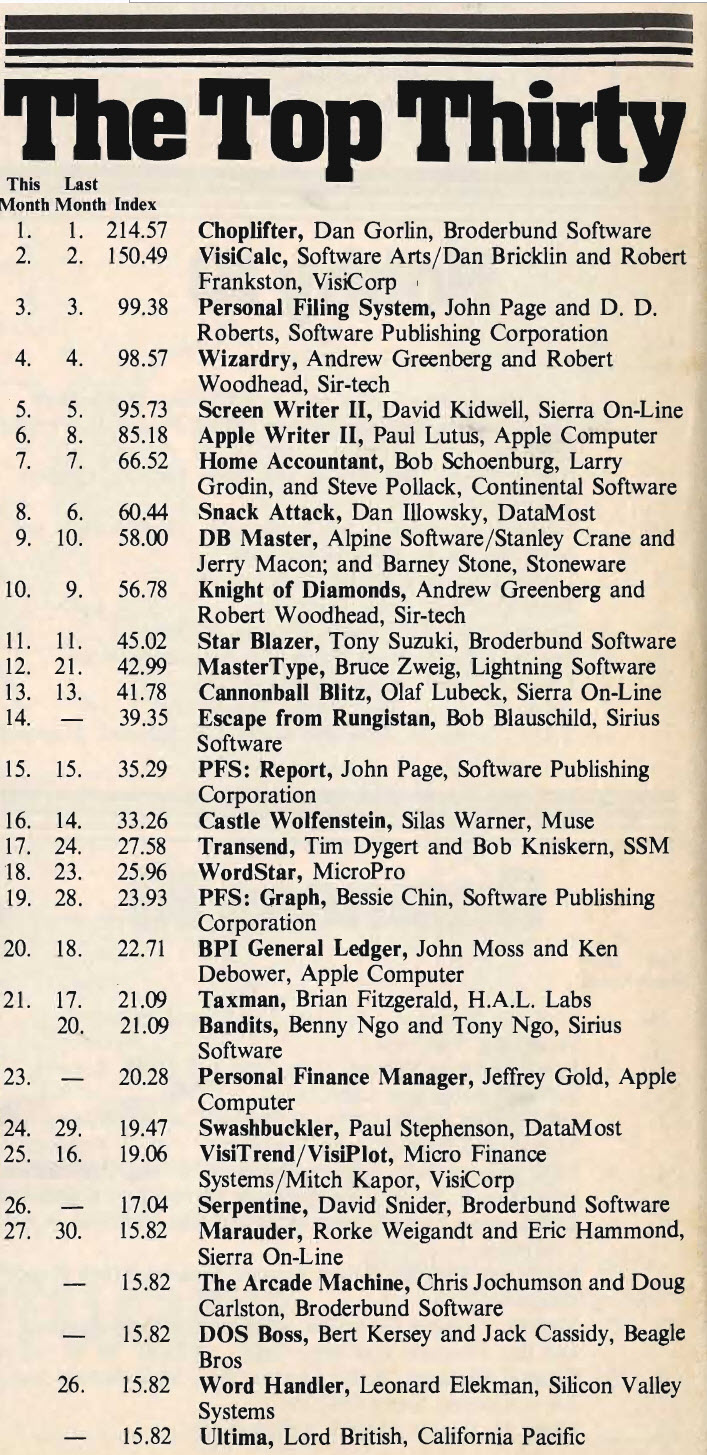 The Top Thirty
This Last
Month Month Index
1. 1. 214.57 Choplifter, Dan Gorlin, Broderbund Software
2. 2. 150.49 VisiCalc, Software Arts/Dan Bricklin and Robert
Frankston, VisiCorp
3. 3. 99.38 Personal Filing System, John Page and D. D.
Roberts, Software Publishing Corporation
4. 4. 98.57 Wizardry, Andrew Greenberg and Robert
Woodhead, Sir-tech
5. 5. 95.73 Screen Writer II, David Kidwell, Sierra On-Line
6. 8. 85.18 Apple Writer II, Paul Lutus, Apple Computer
7. 7. 66.52 Home Accountant, Bob Schoenburg, Larry
Grodin, and Steve Pollack, Continental Software
8. 6. 60.44 Snack Attack, Dan Illowsky, DataMost
9. 10. 58.00 DB Master, Alpine Software/Stanley Crane and
Jerry Macon; and Barney Stone, Stoneware
10. 9. 56.78 Knight of Diamonds, Andrew Greenberg and
Robert Woodhead, Sir-tech
11. 11. 45.02 Star Blazer, Tony Suzuki, Broderbund Software
12. 21. 42.99 MasterType, Bruce Zweig, Lightning Software
13. 13. 41.78 Cannonball Blitz, Olaf Lubeck, Sierra On-Line
14. — 39.35 Escape from Rungistan, Bob Blauschild, Sirius
Software
15. 15. 35.29 PFS: Report, John Page, Software Publishing
Corporation
16. 14. 33.26 Castle Wolfenstein, Silas Warner, Muse
17. 24. 27.58 Transend, Tim Dygert and Bob Kniskern, SSM
18. 23. 25.96 WordStar, MicroPro
19. 28. 23.93 PFS: Graph, Bessie Chin, Software Publishing
Corporation
20. 18. 22.71 BPI General Ledger, John Moss and Ken
Debower, Apple Computer
21. 17. 21.09 Taxman, Brian Fitzgerald, H.A.L. Labs
20. 21.09 Bandits, Benny Ngo and Tony Ngo, Sirius
Software
23. — 20.28 Personal Finance Manager, Jeffrey Gold, Apple
Computer
24. 29. 19.47 Swashbuckler, Paul Stephenson, DataMost
25. 16. 19.06 VisiTrend/VisiPlot, Micro Finance
Systems/Mitch Kapor, VisiCorp
26. — 17.04 Serpentine, David Snider, Broderbund Software
27. 30. 15.82 Marauder, Rorke Weigandt and Eric Hammond,
Sierra On-Line
— 15.82 The Arcade Machine, Chris Jochumson and Doug
Carlston, Broderbund Software
— 15.82 DOS Boss, Bert Kersey and Jack Cassidy, Beagle
Bros
26. 15.82 Word Handler, Leonard Elekman, Silicon Valley
Systems
— 15.82 Ultima, Lord British, California Pacific